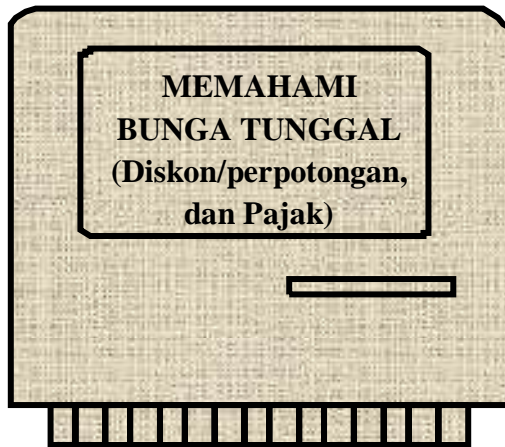 MEMAHAMI
BUNGA TUNGGAL
(Diskon/perpotongan,
dan Pajak)